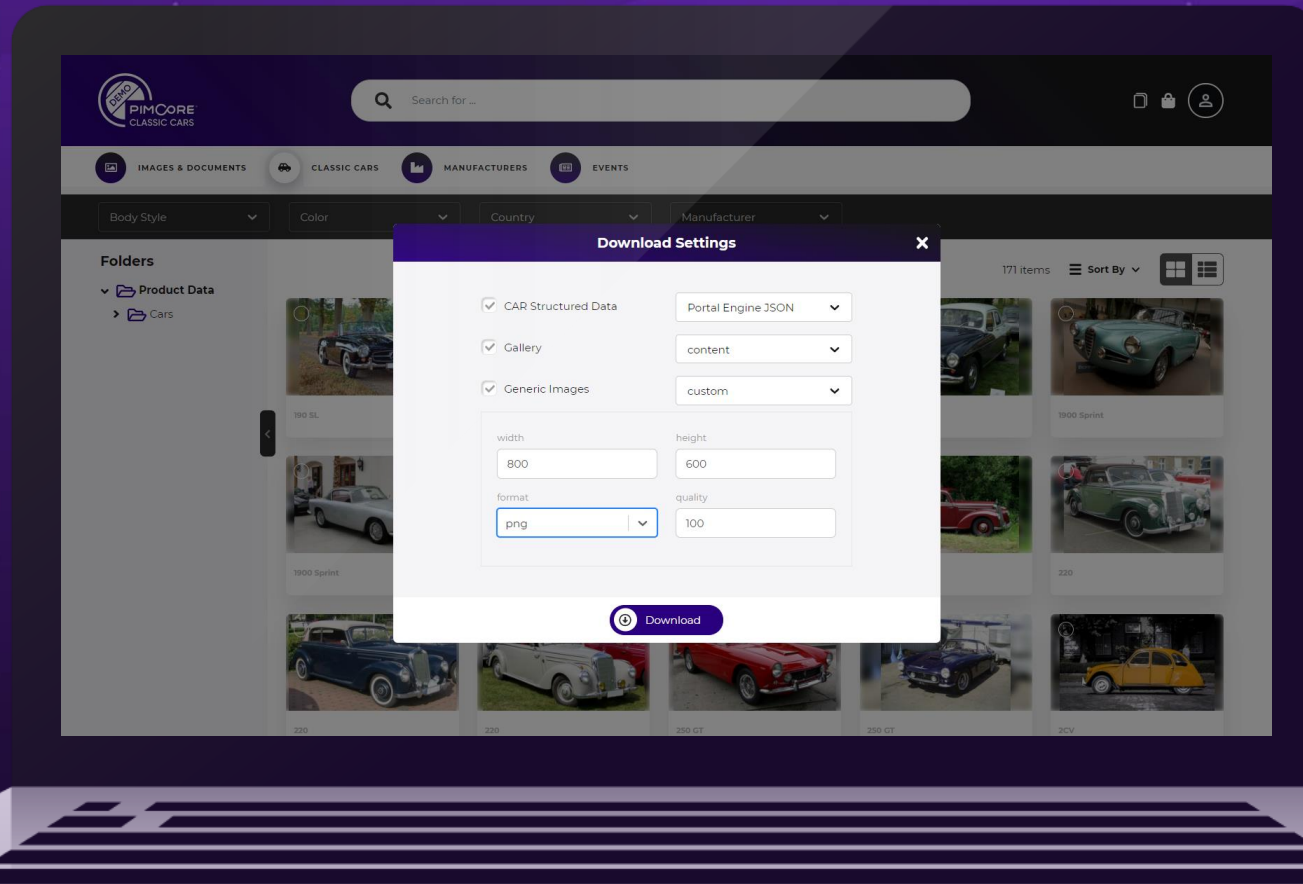 DEMO
PIMCORE
CLASSIC CARS
Search for ...
IMAGES & DOCUMENTS
CLASSIC CARS
MANUFACTURERS
EVENTS
Body Style
Color
Country
Manufacturer
Folders
Product Data
Cars
171 items
Sort By
Download Settings
CAR Structured Data
Portal Engine JSON
Gallery
content
Generic Images
custom
width
height
800
600
format
quality
png
100
Download
190 SL
1900 Sprint
1900 Sprint
220
220
220
250 GT
250 GT
2CV